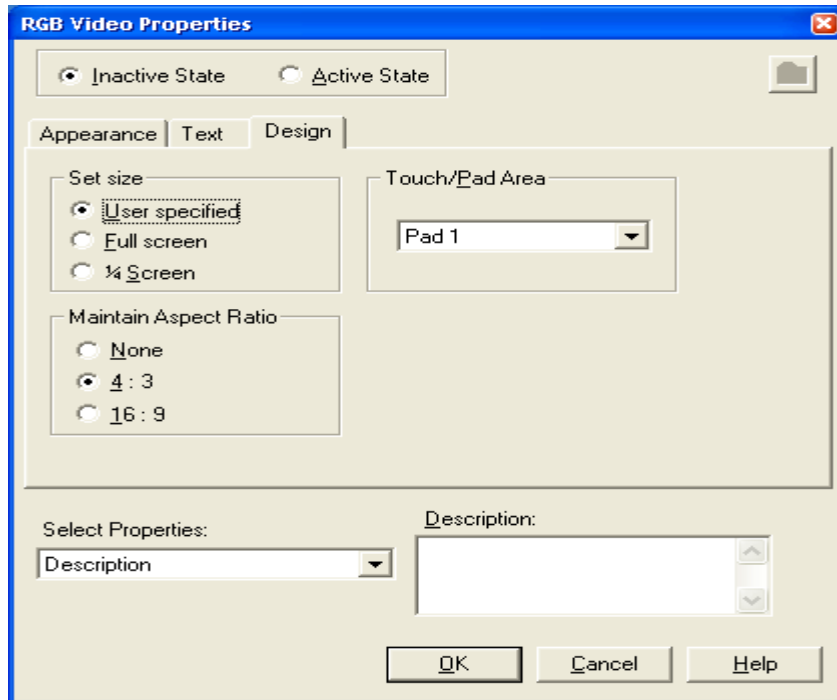 RGB Video Properties
Inactive State Active State
Appearance Text Design
Set size
User specified
Full screen
¼ Screen
Touch/Pad Area
Pad 1
Maintain Aspect Ratio
None
4 : 3
16 : 9
Select Properties:
Description
Description:
OK Cancel Help